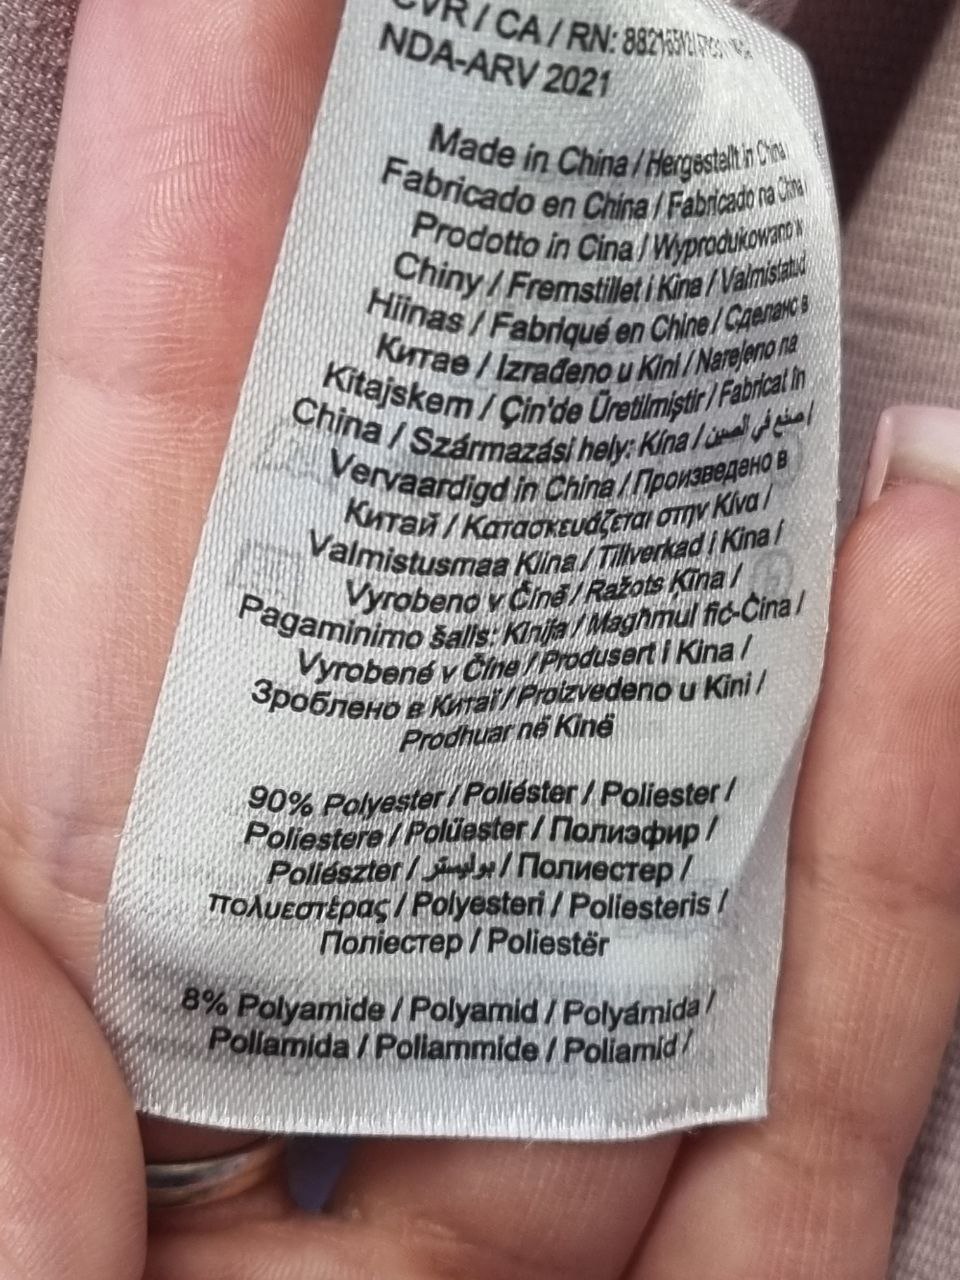 CVR / CA / RN:
NDA-ARV 2021
Made in China / Hergestellt in China
Fabricado en China / Fabricado na China
Prodotto in Cina / Wyprodukowano w
Chiny / Fremstillet i Kina / Valmistatud
Hiinas / Fabriqué en Chine / Сделано в
Китае / Izrađeno u Kini / Narejeno na
Kitajskem / Çin'de Üretilmiştir / Fabricat în
China / Származási hely: Kína / صنع في الصين /
Vervaardigd in China / Произведено в
Китай / Κατασκευάζεται στην Κίνα /
Valmistusmaa Kiina / Tillverkad i Kina /
Vyrobeno v Číně / Ražots Ķīna /
Pagaminimo šalis: Kinija / Magħmul fiċ-Ċina /
Vyrobené v Číne / Produsert i Kina /
Зроблено в Китаї / Proizvedeno u Kini /
Prodhuar në Kinë
90% Polyester / Poliéster / Poliester /
Poliestere / Polüester / Полиэфир /
Poliészter / بوليستر / Полиестер /
πολυεστέρας / Polyesteri / Poliesteris /
Поліестер / Poliestër
8% Polyamide / Polyamid / Polyámida /
Poliamida / Poliammide / Poliamid /